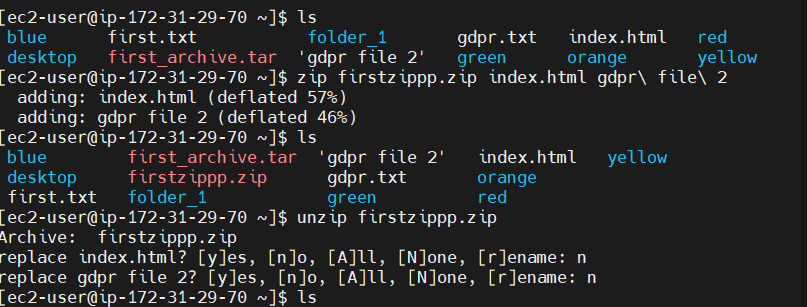 [ec2-user@ip-172-31-29-70 ~]$ ls
blue first.txt folder_1 gdpr.txt index.html red
desktop first_archive.tar 'gdpr file 2' green orange yellow
[ec2-user@ip-172-31-29-70 ~]$ zip firstzippp.zip index.html gdpr\ file\ 2
adding: index.html (deflated 57%)
adding: gdpr file 2 (deflated 46%)
[ec2-user@ip-172-31-29-70 ~]$ ls
blue first_archive.tar 'gdpr file 2' index.html yellow
desktop firstzippp.zip gdpr.txt orange
first.txt folder_1 green red
[ec2-user@ip-172-31-29-70 ~]$ unzip firstzippp.zip
Archive: firstzippp.zip
replace index.html? [y]es, [n]o, [A]ll, [N]one, [r]ename: n
replace gdpr file 2? [y]es, [n]o, [A]ll, [N]one, [r]ename: n
[ec2-user@ip-172-31-29-70 ~]$ ls